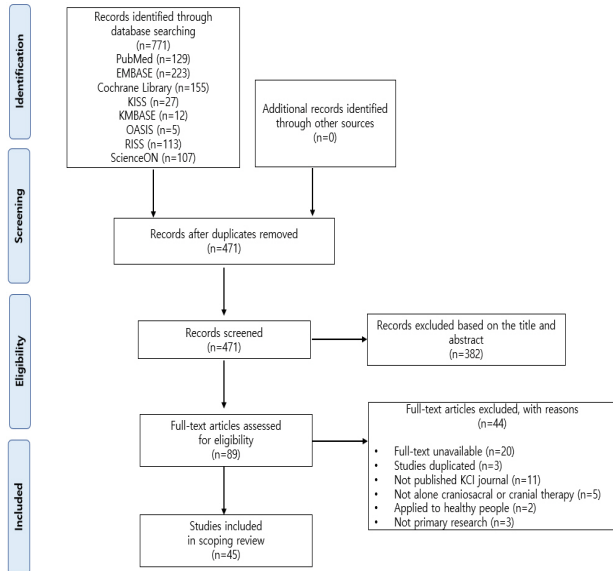 Identification
Records identified through
database searching
(n=771)
PubMed (n=129)
EMBASE (n=223)
Cochrane Library (n=155)
KISS (n=27)
KMBASE (n=12)
OASIS (n=5)
RISS (n=113)
ScienceON (n=107)
Additional records identified
through other sources
(n=0)
Screening
Records after duplicates removed
(n=471)
Eligibility
Records screened
(n=471)
Records excluded based on the title and
abstract
(n=382)
Full-text articles assessed
for eligibility
(n=89)
Full-text articles excluded, with reasons
(n=44)
• Full-text unavailable (n=20)
• Studies duplicated (n=3)
• Not published KCI journal (n=11)
• Not alone craniosacral or cranial therapy (n=5)
• Applied to healthy people (n=2)
• Not primary research (n=3)
Included
Studies included
in scoping review
(n=45)